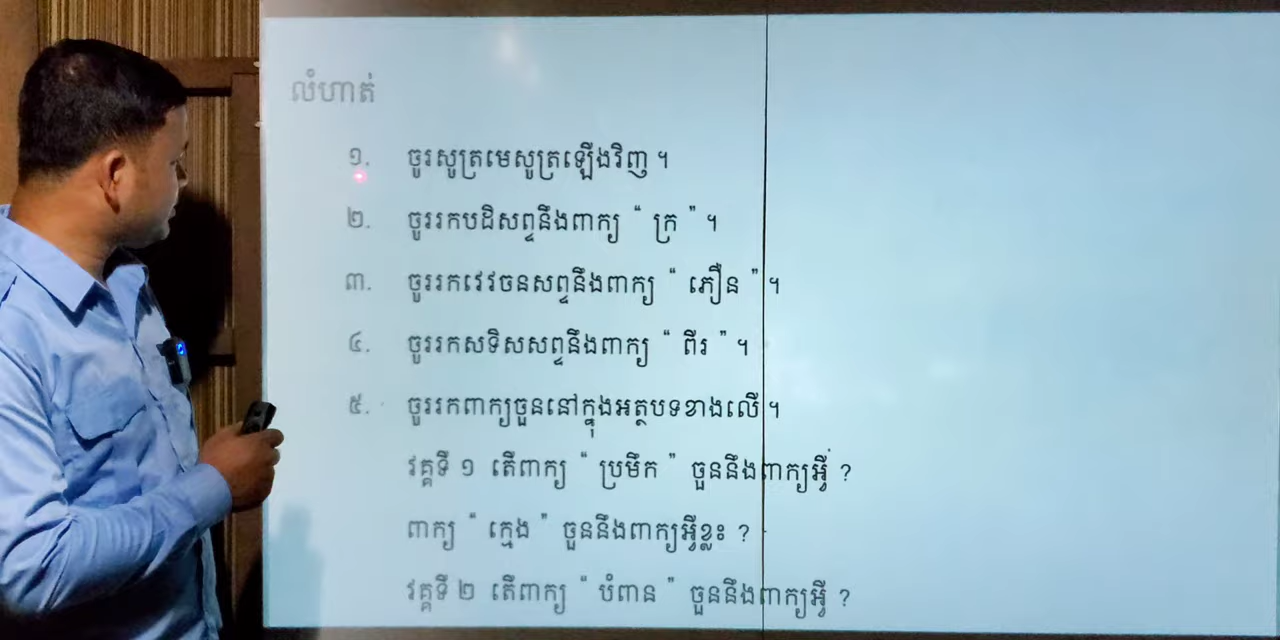 លំហាត់
១. ចូរសូត្រមេសូត្រឡើងវិញ ។
២. ចូររកបដិសព្ទនឹងពាក្យ “ ក្រ ” ។
៣. ចូររកវេវចនសព្ទនឹងពាក្យ “ ភឿន ” ។
៤. ចូររកសទិសសព្ទនឹងពាក្យ “ ពីរ ” ។
៥. ចូររកពាក្យចួននៅក្នុងអត្ថបទខាងលើ ។
វគ្គទី ១ តើពាក្យ “ ប្រមឹក ” ចួននឹងពាក្យអ្វី ?
ពាក្យ “ ក្មេង ” ចួននឹងពាក្យអ្វីខ្លះ ?
វគ្គទី ២ តើពាក្យ “ បំពាន ” ចួននឹងពាក្យអ្វី ?